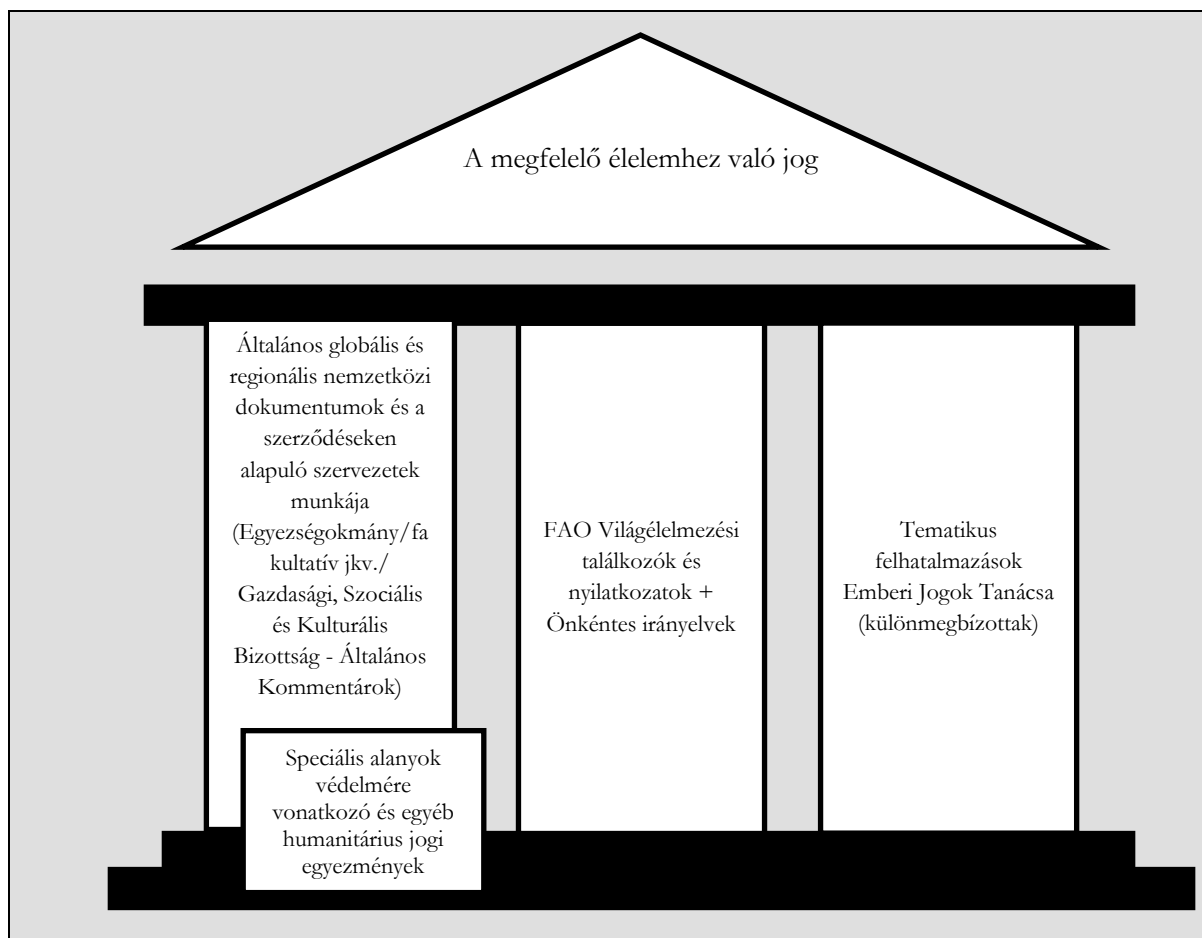 A megfelelő élelemhez való jog
Általános globális és
regionális nemzetközi
dokumentumok és a
szerződéseken
alapuló szervezetek
munkája
(Egyezségokmány/fa
kultatív jkv./
Gazdasági, Szociális
és Kulturális
Bizottság - Általános
Kommentárok)
Speciális alanyok
védelmére
vonatkozó és egyéb
humanitárius jogi
egyezmények
FAO Világélelmezési
találkozók és
nyilatkozatok +
Önkéntes irányelvek
Tematikus
felhatalmazások
Emberi Jogok Tanácsa
(különmegbízottak)